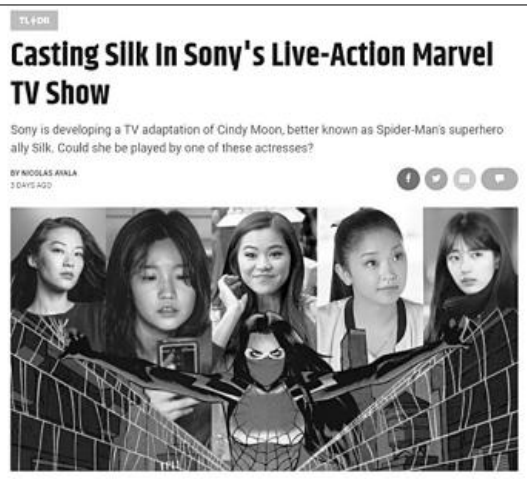 TL;DR
Casting Silk In Sony's Live-Action Marvel
TV Show
Sony is developing a TV adaptation of Cindy Moon, better known as Spider-Man's superhero
ally Silk. Could she be played by one of these actresses?
BY NICOLAS AYALA
3 DAYS AGO